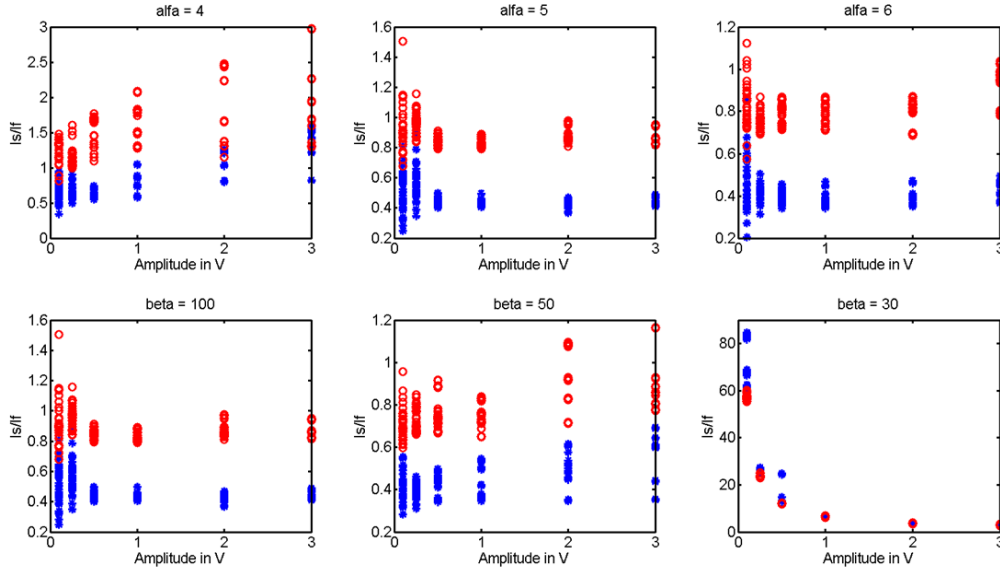 alfa = 4
3
2.5
2
1.5
1
0.5
0
0 1 2 3
Is/If
Amplitude in V
alfa = 5
1.6
1.4
1.2
1
0.8
0.6
0.4
0.2
0 1 2 3
Is/If
Amplitude in V
alfa = 6
1.2
1
0.8
0.6
0.4
0.2
0 1 2 3
Is/If
Amplitude in V
beta = 100
1.6
1.4
1.2
1
0.8
0.6
0.4
0.2
0 1 2 3
Is/If
Amplitude in V
beta = 50
1.2
1
0.8
0.6
0.4
0.2
0 1 2 3
Is/If
Amplitude in V
beta = 30
80
60
40
20
0
0 1 2 3
Is/If
Amplitude in V